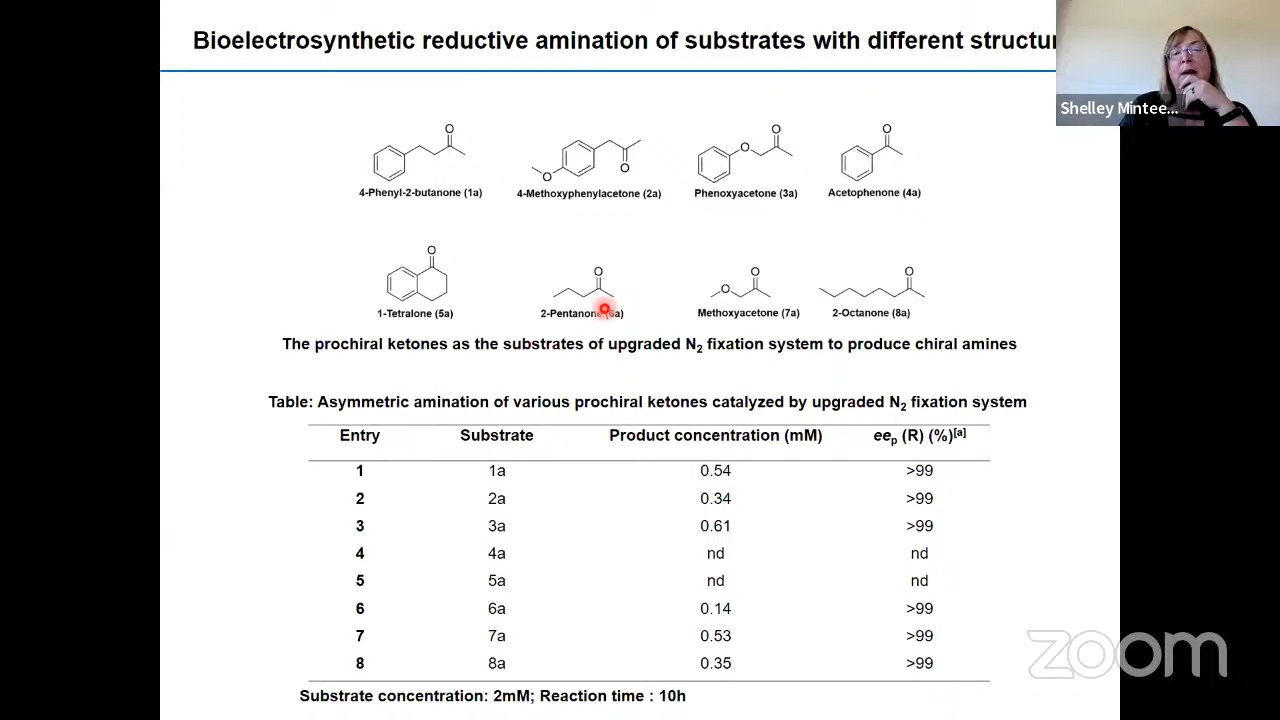 Bioelectrosynthetic reductive amination of substrates with different structur
Shelley Mintee...
O
O
O
O
O
O
4-Phenyl-2-butanone (1a)
4-Methoxyphenylacetone (2a)
Phenoxyacetone (3a)
Acetophenone (4a)
O
O
O
O
O
1-Tetralone (5a)
2-Pentanone (6a)
Methoxyacetone (7a)
2-Octanone (8a)
The prochiral ketones as the substrates of upgraded N2 fixation system to produce chiral amines
Table: Asymmetric amination of various prochiral ketones catalyzed by upgraded N2 fixation system
Entry Substrate Product concentration (mM) eep (R) (%)[a]
1 1a 0.54 >99
2 2a 0.34 >99
3 3a 0.61 >99
4 4a nd nd
5 5a nd nd
6 6a 0.14 >99
7 7a 0.53 >99
8 8a 0.35 >99
Substrate concentration: 2mM; Reaction time : 10h
zoom